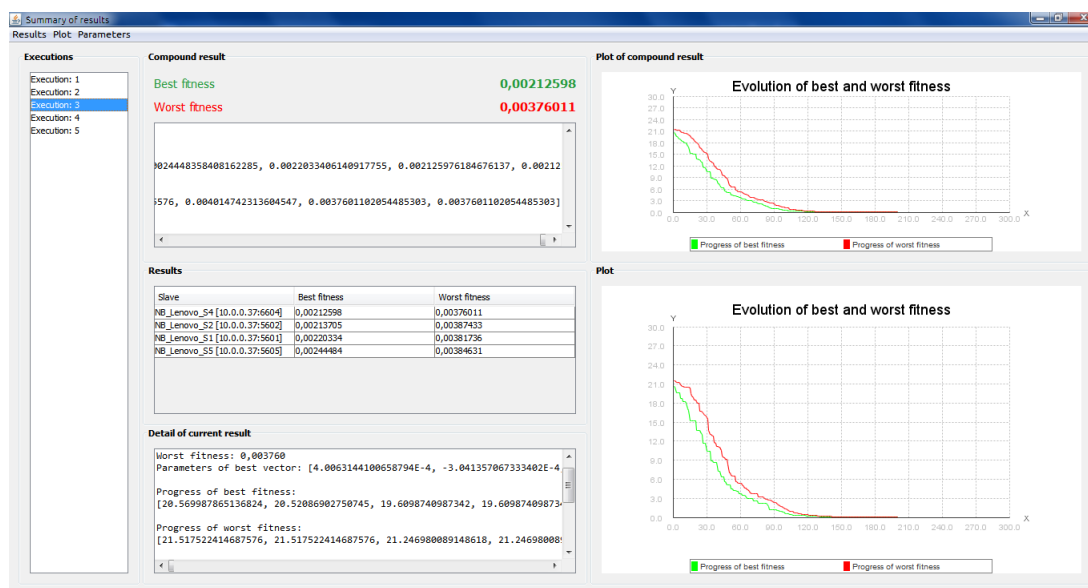 Summary of results
Results Plot Parameters
Executions
Execution: 1
Execution: 2
Execution: 3
Execution: 4
Execution: 5
Compound result
Best fitness 0,00212598
Worst fitness 0,00376011
00244483584081622​85, 0.002203340614091​7755, 0.002125976184676137, 0.00212
5576, 0.004014742313604547, 0.0037601102054485303, 0.0037601102054485303]
Results
Slave Best fitness Worst fitness
NB_Lenovo_S4 [10.0.0.37:6604] 0,00212598 0,00376011
NB_Lenovo_S2 [10.0.0.37:5602] 0,00213705 0,00387433
NB_Lenovo_S1 [10.0.0.37:5601] 0,00220334 0,00381736
NB_Lenovo_S5 [10.0.0.37:5605] 0,00244484 0,00384631
Detail of current result
Worst fitness: 0,003760
Parameters of best vector: [4.0063144100658794E-4, -3.041357067333402E-4
Progress of best fitness:
[20.569987865136824, 20.52086902750745, 19.6098740987342, 19.609874098734
Progress of worst fitness:
[21.517522414687576, 21.517522414687576, 21.246980089148618, 21.24698008
Plot of compound result
Evolution of best and worst fitness
Y
30.0
27.0
24.0
21.0
18.0
15.0
12.0
9.0
6.0
3.0
0.0
0.0 30.0 60.0 90.0 120.0 150.0 180.0 210.0 240.0 270.0 300.0 X
Progress of best fitness Progress of worst fitness
Plot
Evolution of best and worst fitness
Y
30.0
27.0
24.0
21.0
18.0
15.0
12.0
9.0
6.0
3.0
0.0
0.0 30.0 60.0 90.0 120.0 150.0 180.0 210.0 240.0 270.0 300.0 X
Progress of best fitness Progress of worst fitness